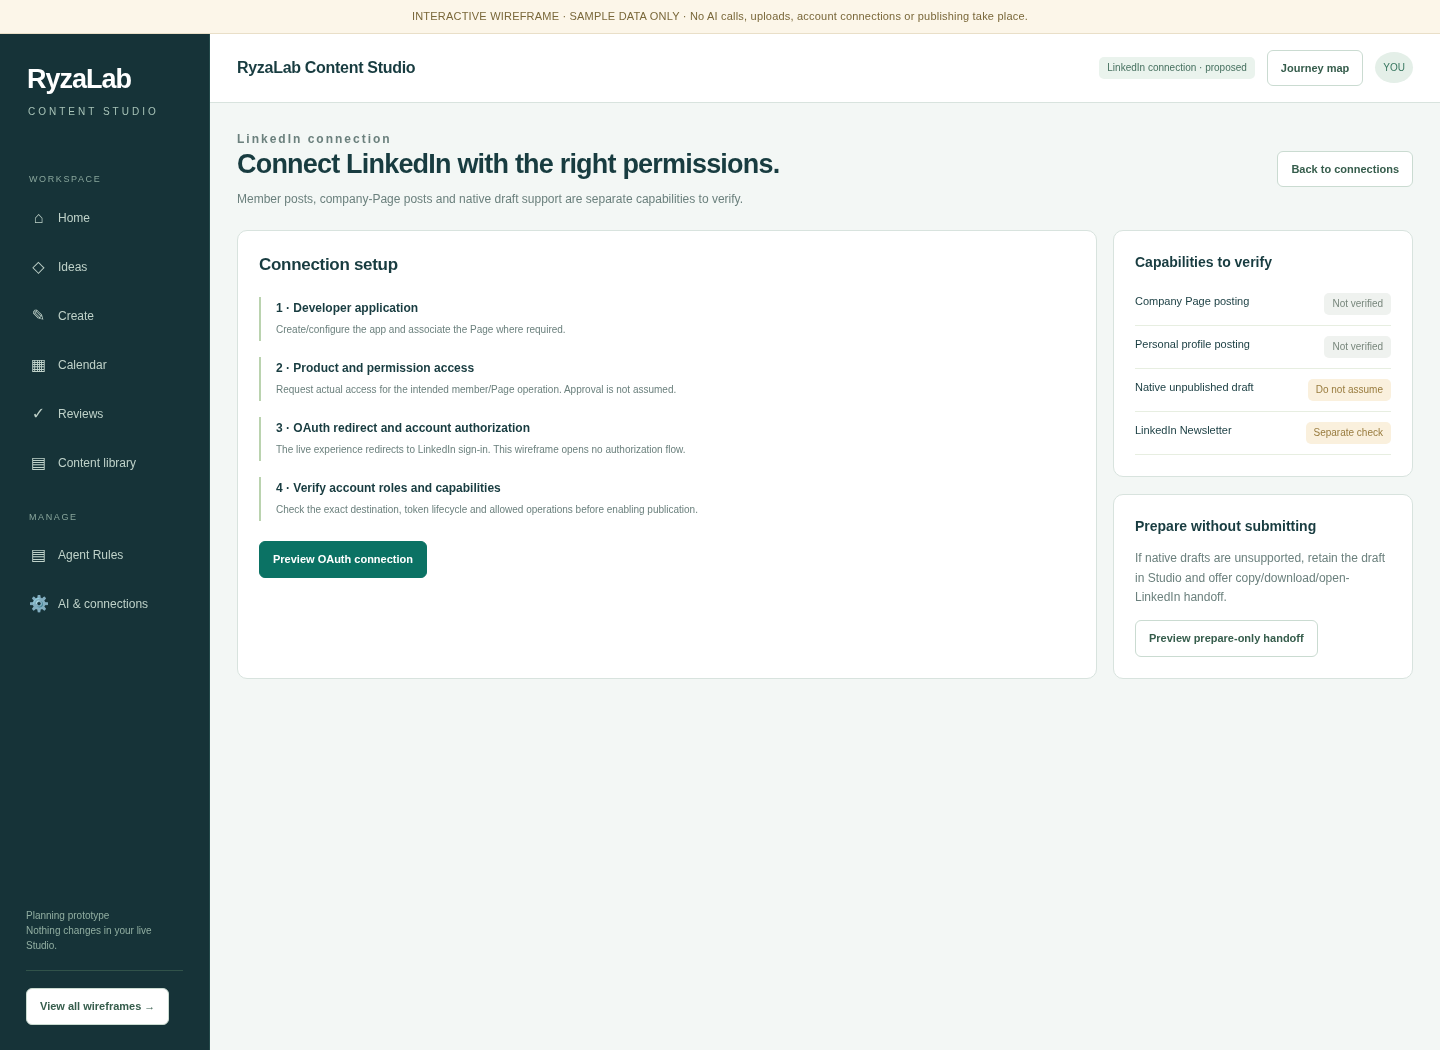 INTERACTIVE WIREFRAME · SAMPLE DATA ONLY · No AI calls, uploads, account connections or publishing take place.
RyzaLab
CONTENT STUDIO
WORKSPACE
Home
Ideas
Create
Calendar
Reviews
Content library
MANAGE
Agent Rules
AI & connections
Planning prototype
Nothing changes in your live
Studio.
View all wireframes →
RyzaLab Content Studio
LinkedIn connection · proposed
Journey map
YOU
LinkedIn connection
Connect LinkedIn with the right permissions.
Member posts, company-Page posts and native draft support are separate capabilities to verify.
Back to connections
Connection setup
1 · Developer application
Create/configure the app and associate the Page where required.
2 · Product and permission access
Request actual access for the intended member/Page operation. Approval is not assumed.
3 · OAuth redirect and account authorization
The live experience redirects to LinkedIn sign-in. This wireframe opens no authorization flow.
4 · Verify account roles and capabilities
Check the exact destination, token lifecycle and allowed operations before enabling publication.
Preview OAuth connection
Capabilities to verify
Company Page posting
Not verified
Personal profile posting
Not verified
Native unpublished draft
Do not assume
LinkedIn Newsletter
Separate check
Prepare without submitting
If native drafts are unsupported, retain the draft
in Studio and offer copy/download/open-
LinkedIn handoff.
Preview prepare-only handoff